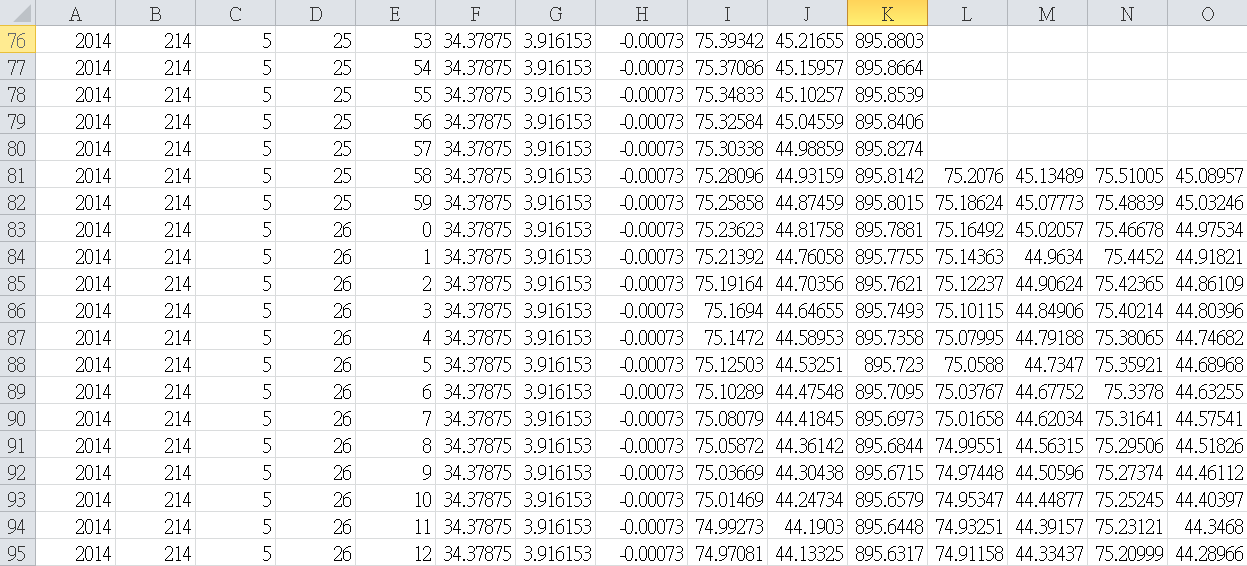 A B C D E F G H I J K L M N O
76 2014 214 5 25 53 34.37875 3.916153 -0.00073 75.39342 45.21655 895.8803
77 2014 214 5 25 54 34.37875 3.916153 -0.00073 75.37086 45.15957 895.8664
78 2014 214 5 25 55 34.37875 3.916153 -0.00073 75.34833 45.10257 895.8539
79 2014 214 5 25 56 34.37875 3.916153 -0.00073 75.32584 45.04559 895.8406
80 2014 214 5 25 57 34.37875 3.916153 -0.00073 75.30338 44.98859 895.8274
81 2014 214 5 25 58 34.37875 3.916153 -0.00073 75.28096 44.93159 895.8142 75.2076 45.13489 75.51005 45.08957
82 2014 214 5 25 59 34.37875 3.916153 -0.00073 75.25858 44.87459 895.8015 75.18624 45.07773 75.48839 45.03246
83 2014 214 5 26 0 34.37875 3.916153 -0.00073 75.23623 44.81758 895.7881 75.16492 45.02057 75.46678 44.97534
84 2014 214 5 26 1 34.37875 3.916153 -0.00073 75.21392 44.76058 895.7755 75.14363 44.9634 75.4452 44.91821
85 2014 214 5 26 2 34.37875 3.916153 -0.00073 75.19164 44.70356 895.7621 75.12237 44.90624 75.42365 44.86109
86 2014 214 5 26 3 34.37875 3.916153 -0.00073 75.1694 44.64655 895.7493 75.10115 44.84906 75.40214 44.80396
87 2014 214 5 26 4 34.37875 3.916153 -0.00073 75.1472 44.58953 895.7358 75.07995 44.79188 75.38065 44.74682
88 2014 214 5 26 5 34.37875 3.916153 -0.00073 75.12503 44.53251 895.723 75.0588 44.7347 75.35921 44.68968
89 2014 214 5 26 6 34.37875 3.916153 -0.00073 75.10289 44.47548 895.7095 75.03767 44.67752 75.3378 44.63255
90 2014 214 5 26 7 34.37875 3.916153 -0.00073 75.08079 44.41845 895.6973 75.01658 44.62034 75.31641 44.57541
91 2014 214 5 26 8 34.37875 3.916153 -0.00073 75.05872 44.36142 895.6844 74.99551 44.56315 75.29506 44.51826
92 2014 214 5 26 9 34.37875 3.916153 -0.00073 75.03669 44.30438 895.6715 74.97448 44.50596 75.27374 44.46112
93 2014 214 5 26 10 34.37875 3.916153 -0.00073 75.01469 44.24734 895.6579 74.95347 44.44877 75.25245 44.40397
94 2014 214 5 26 11 34.37875 3.916153 -0.00073 74.99273 44.1903 895.6448 74.93251 44.39157 75.23121 44.3468
95 2014 214 5 26 12 34.37875 3.916153 -0.00073 74.97081 44.13325 895.6317 74.91158 44.33437 75.20999 44.28966